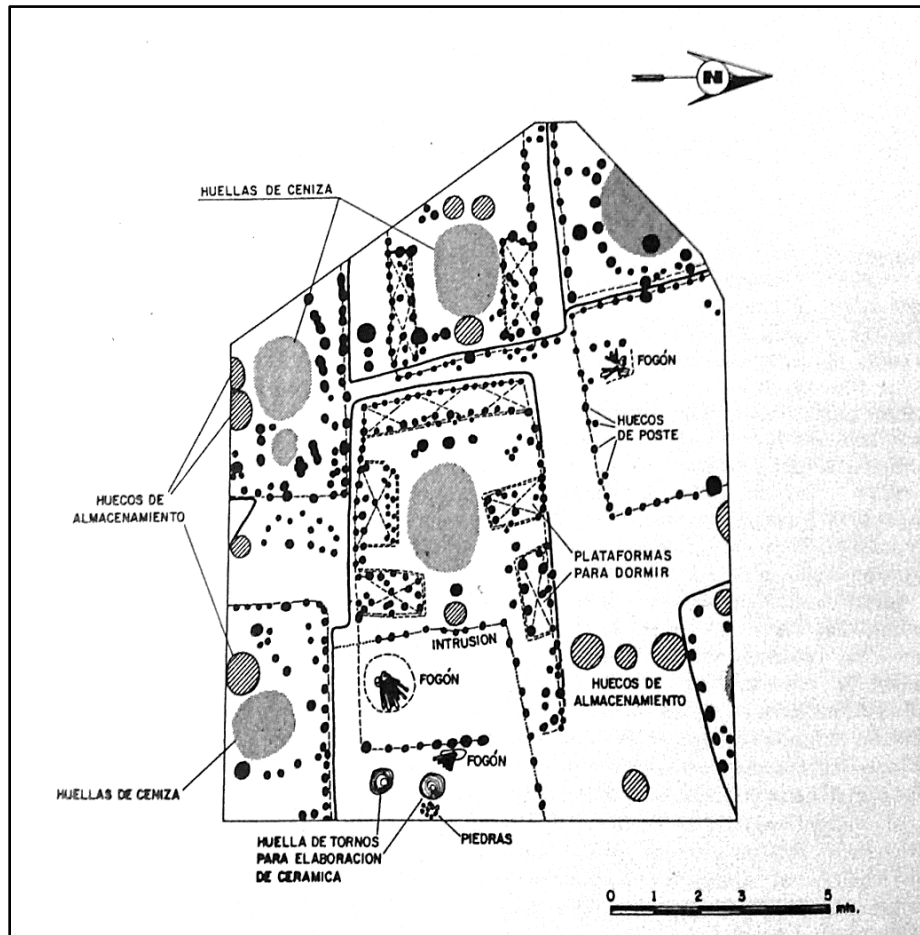 N
HUELLAS DE CENIZA
FOGÓN
HUECOS
DE POSTE
HUECOS DE
ALMACENAMIENTO
PLATAFORMAS
PARA DORMIR
INTRUSION
FOGÓN
HUECOS DE
ALMACENAMIENTO
FOGÓN
HUELLAS DE CENIZA
HUELLA DE TORNOS
PARA ELABORACION
DE CERAMICA
PIEDRAS
0 1 2 3 5
mts.